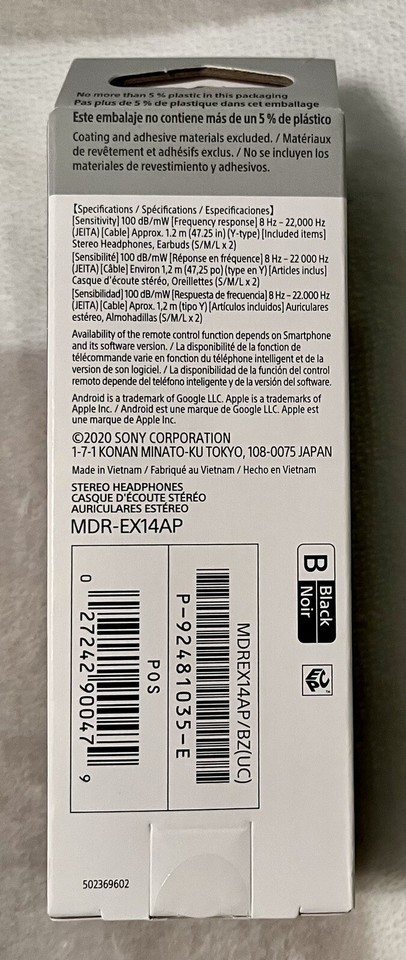 No more than 5 % plastic in this packaging
Pas plus de 5 % de plastique dans cet emballage
Este embalaje no contiene más de un 5 % de plástico
Coating and adhesive materials excluded. / Matériaux
de revêtement et adhésifs exclus. / No se incluyen los
materiales de revestimiento y adhesivos.
【Specifications / Spécifications / Especificaciones】
[Sensitivity] 100 dB/mW [Frequency response] 8 Hz – 22,000 Hz
(JEITA) [Cable] Approx. 1.2 m (47.25 in) (Y-type) [Included items]
Stereo Headphones, Earbuds (S/M/L x 2)
[Sensibilité] 100 dB/mW [Réponse en fréquence] 8 Hz – 22 000 Hz
(JEITA) [Câble] Environ 1,2 m (47,25 po) (type en Y) [Articles inclus]
Casque d'écoute stéréo, Oreillettes (S/M/L x 2)
[Sensibilidad] 100 dB/mW [Respuesta de frecuencia] 8 Hz – 22.000 Hz
(JEITA) [Cable] Aprox. 1,2 m (tipo Y) [Artículos incluidos] Auriculares
estéreo, Almohadillas (S/M/L x 2)
Availability of the remote control function depends on Smartphone
and its software version. / La disponibilité de la fonction de
télécommande varie en fonction du téléphone intelligent et de la
version de son logiciel. / La disponibilidad de la función del control
remoto depende del teléfono inteligente y de la versión del software.
Android is a trademark of Google LLC. Apple is a trademarks of
Apple Inc. / Android est une marque de Google LLC. Apple est
une marque de Apple Inc.
©2020 SONY CORPORATION
1-7-1 KONAN MINATO-KU TOKYO, 108-0075 JAPAN
Made in Vietnam / Fabriqué au Vietnam / Hecho en Vietnam
STEREO HEADPHONES
CASQUE D'ÉCOUTE STÉRÉO
AURICULARES ESTÉREO
MDR-EX14AP
B
Black
Noir
MDREX14AP/BZ(UC)
P-92481035-E
POS
0 27242 90047 9
502369602